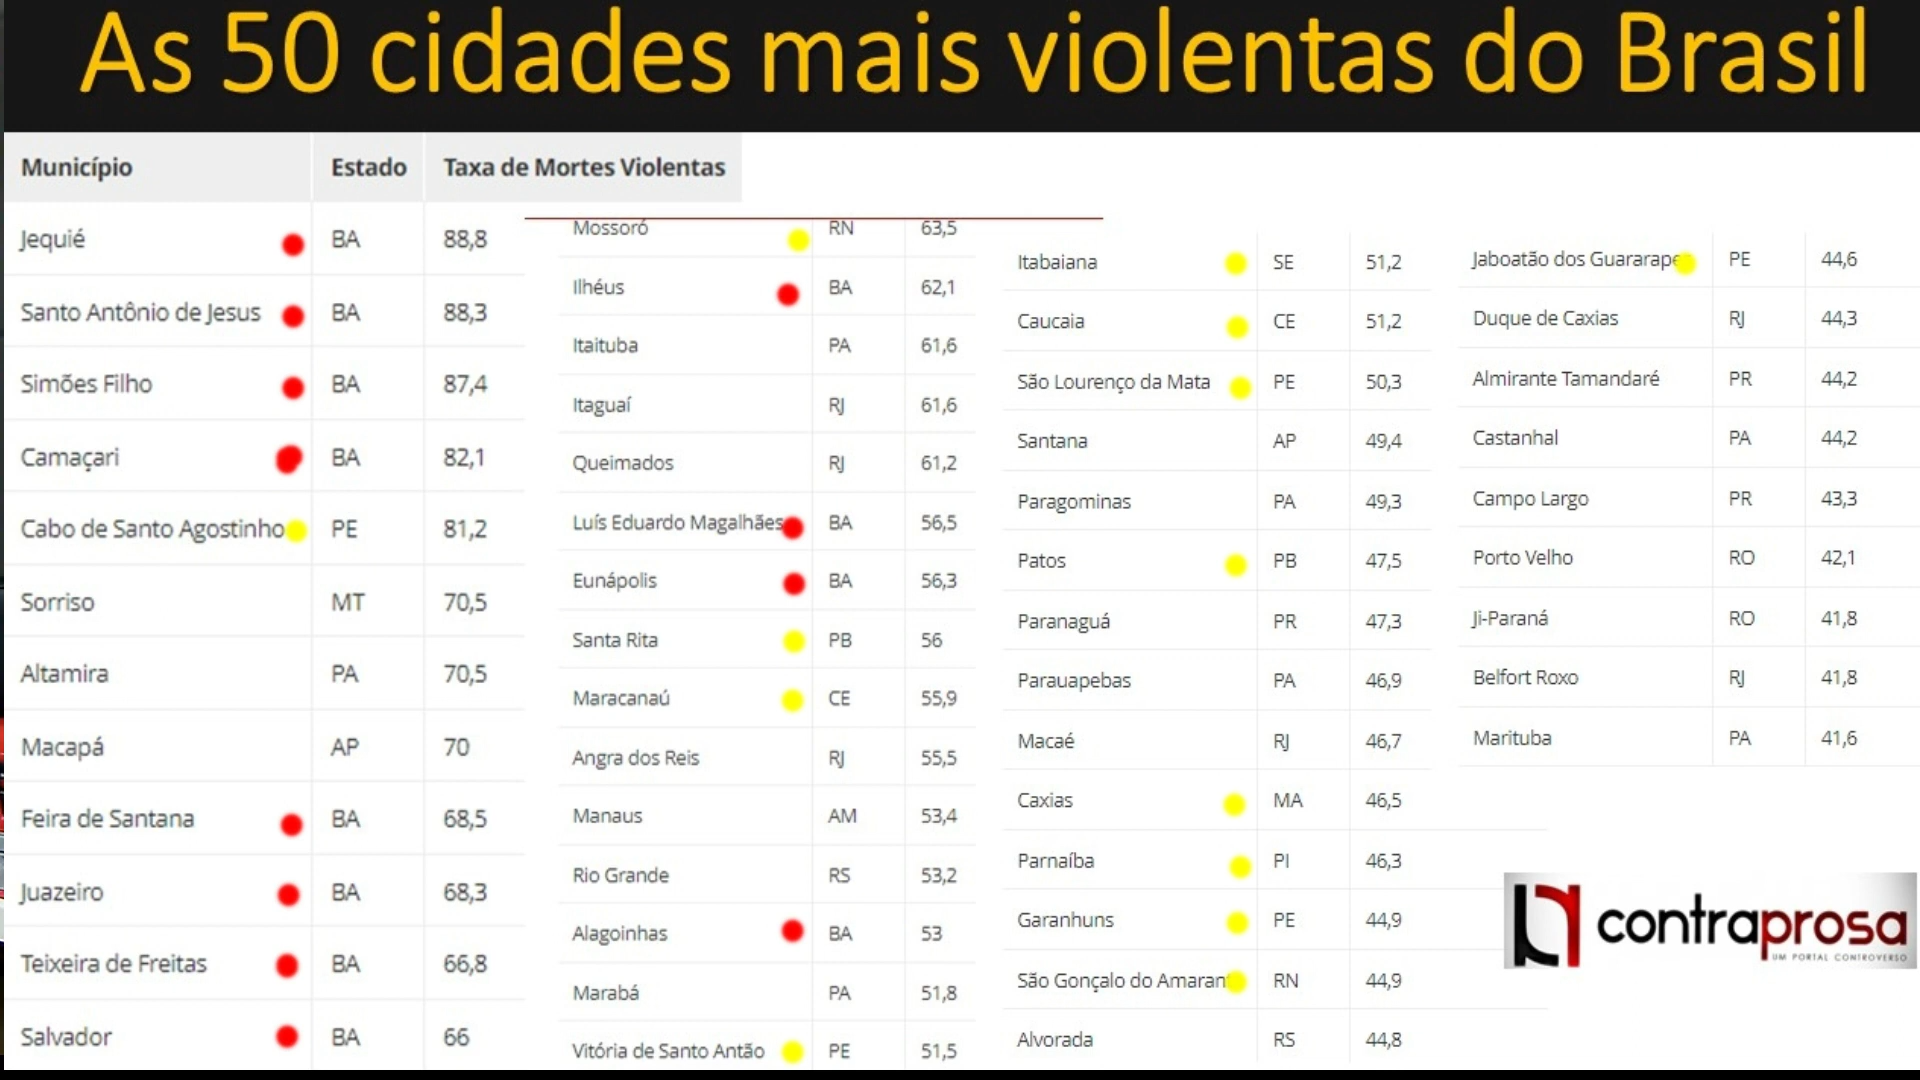 As 50 cidades mais violentas do Brasil
Município Estado Taxa de Mortes Violentas
Jequié BA 88,8
Santo Antônio de Jesus BA 88,3
Simões Filho BA 87,4
Camaçari BA 82,1
Cabo de Santo Agostinho PE 81,2
Sorriso MT 70,5
Altamira PA 70,5
Macapá AP 70
Feira de Santana BA 68,5
Juazeiro BA 68,3
Teixeira de Freitas BA 66,8
Salvador BA 66
Mossoró RN 63,5
Ilhéus BA 62,1
Itaituba PA 61,6
Itaguaí RJ 61,6
Queimados RJ 61,2
Luís Eduardo Magalhães BA 56,5
Eunápolis BA 56,3
Santa Rita PB 56
Maracanaú CE 55,9
Angra dos Reis RJ 55,5
Manaus AM 53,4
Rio Grande RS 53,2
Alagoinhas BA 53
Marabá PA 51,8
Vitória de Santo Antão PE 51,5
Itabaiana SE 51,2
Caucaia CE 51,2
São Lourenço da Mata PE 50,3
Santana AP 49,4
Paragominas PA 49,3
Patos PB 47,5
Paranaguá PR 47,3
Parauapebas PA 46,9
Macaé RJ 46,7
Caxias MA 46,5
Parnaíba PI 46,3
Garanhuns PE 44,9
São Gonçalo do Amarant RN 44,9
Alvorada RS 44,8
Jaboatão dos Guararapes PE 44,6
Duque de Caxias RJ 44,3
Almirante Tamandaré PR 44,2
Castanhal PA 44,2
Campo Largo PR 43,3
Porto Velho RO 42,1
Ji-Paraná RO 41,8
Belfort Roxo RJ 41,8
Marituba PA 41,6
contraprosa
UM PORTAL CONTROVERSO